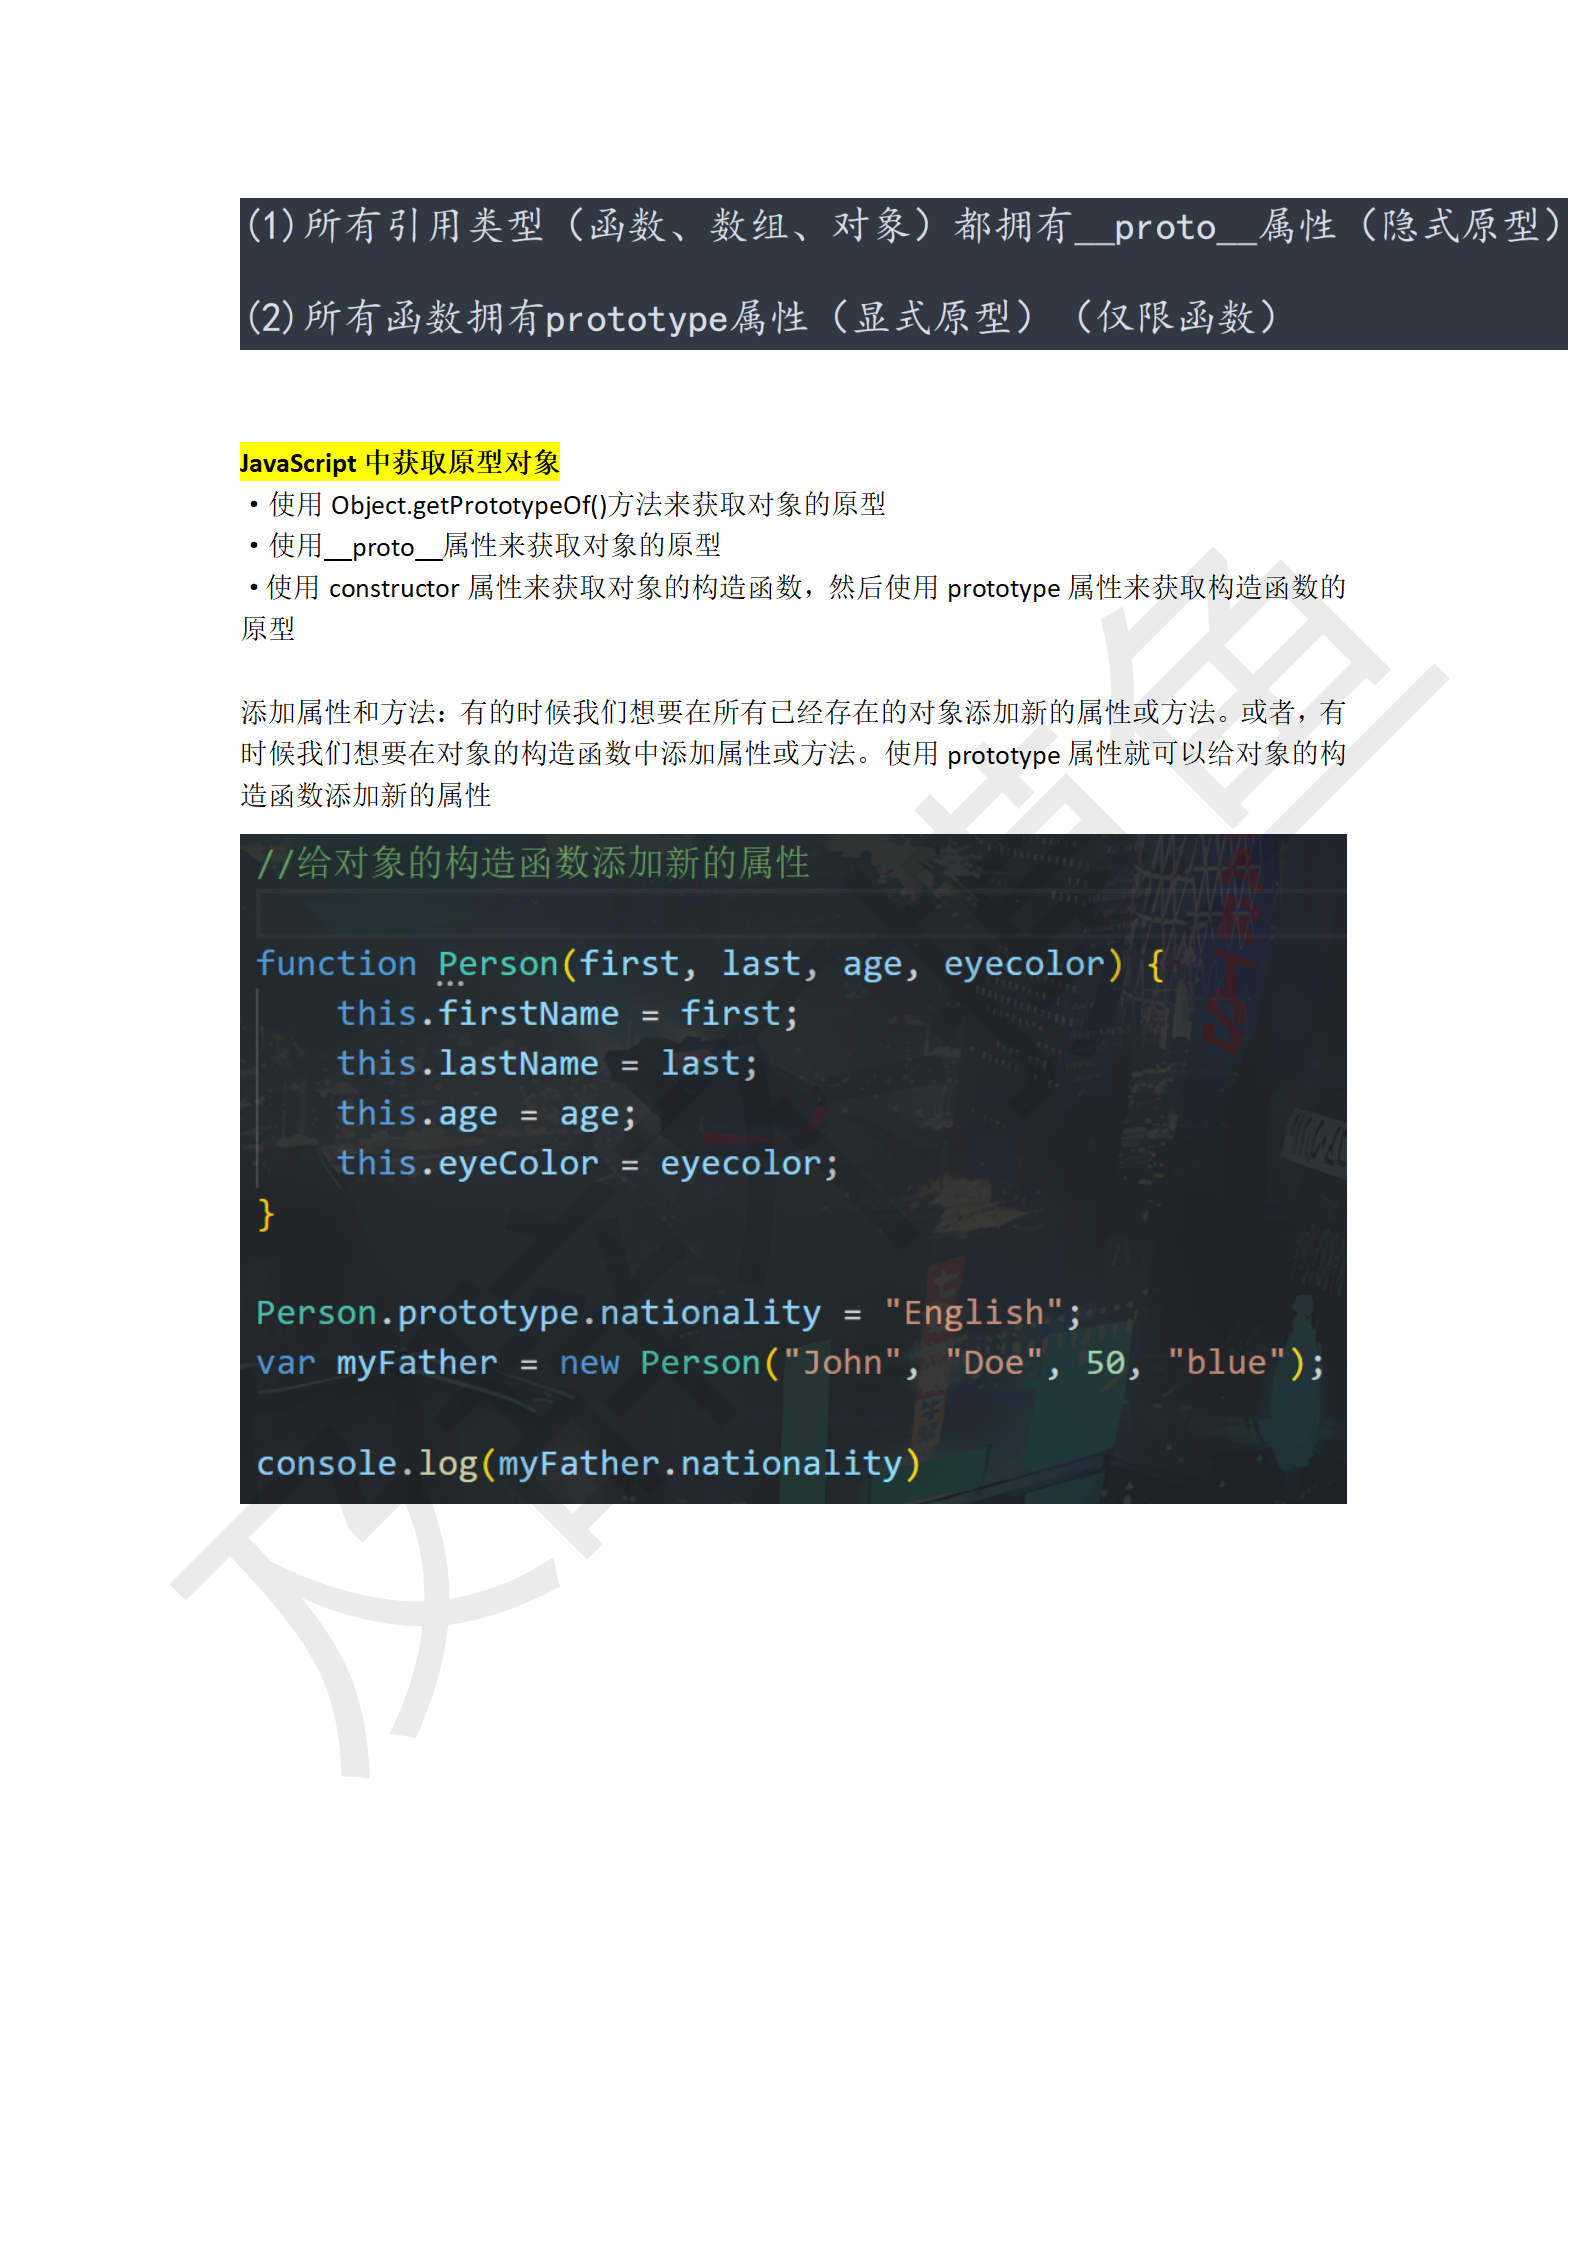 (1)所有引用类型（函数、数组、对象）都拥有__proto__属性（隐式原型）
(2)所有函数拥有prototype属性（显式原型）（仅限函数）
JavaScript 中获取原型对象
·使用 Object.getPrototypeOf()方法来获取对象的原型
·使用__proto__属性来获取对象的原型
·使用 constructor 属性来获取对象的构造函数，然后使用 prototype 属性来获取构造函数的
原型
添加属性和方法：有的时候我们想要在所有已经存在的对象添加新的属性或方法。或者，有
时候我们想要在对象的构造函数中添加属性或方法。使用 prototype 属性就可以给对象的构
造函数添加新的属性
//给对象的构造函数添加新的属性
function Person(first, last, age, eyecolor) {
    this.firstName = first;
    this.lastName = last;
    this.age = age;
    this.eyeColor = eyecolor;
}
Person.prototype.nationality = "English";
var myFather = new Person("John", "Doe", 50, "blue");
console.log(myFather.nationality)